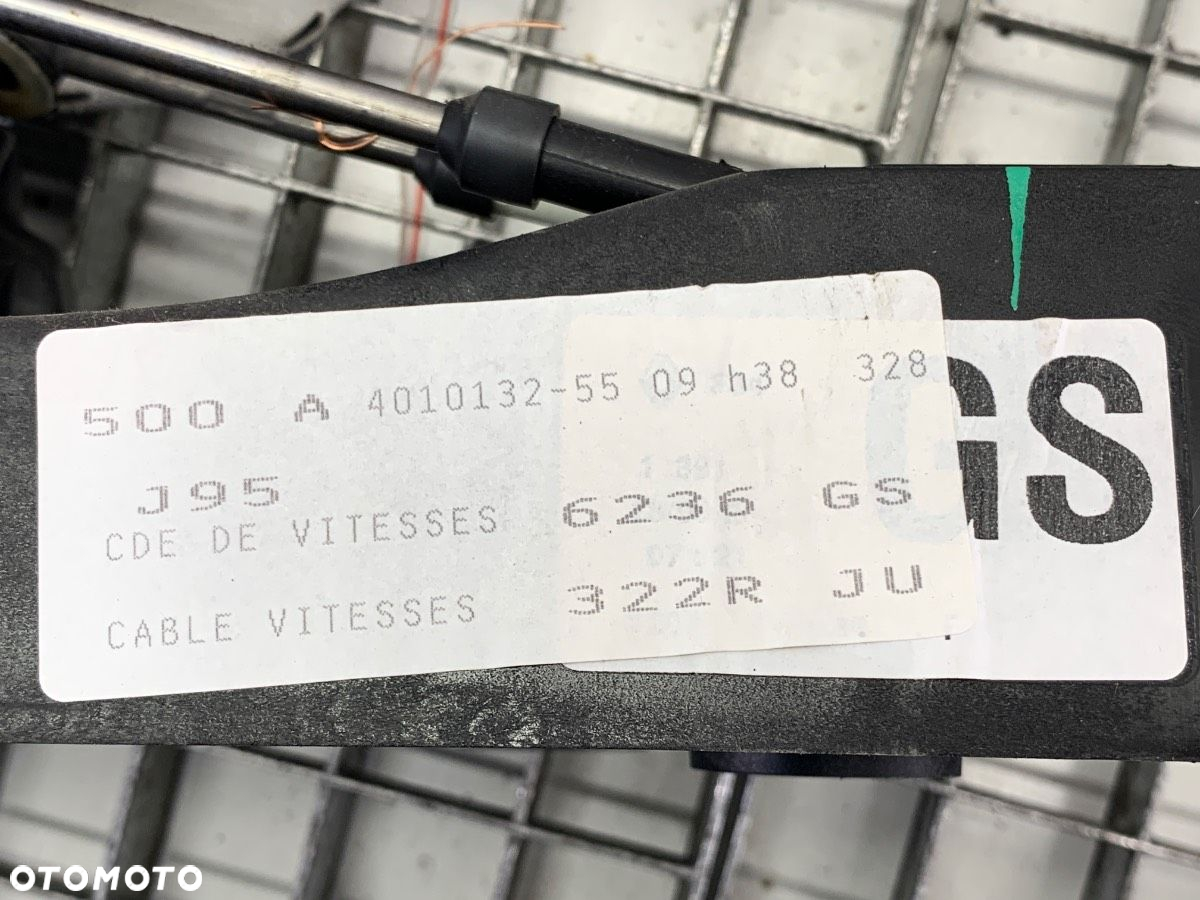 500 A 4010132-55 09 h38 328
J95 6236 GS
CDE DE VITESSES
CABLE VITESSES 322R JU
GS
OTOMOTO